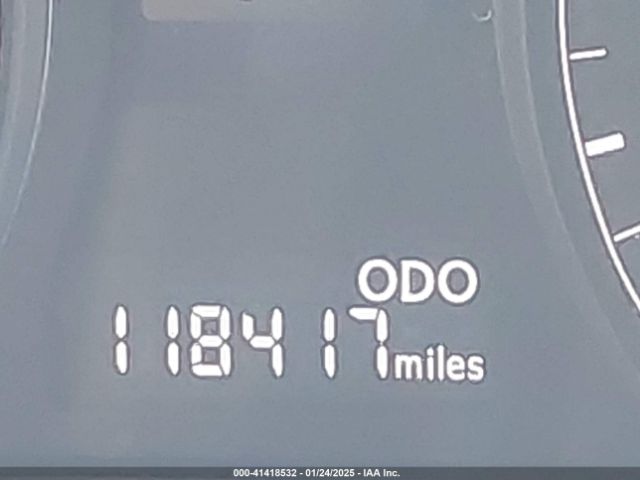 ODO
118417 miles
000-41418532 - 01/24/2025 - IAA Inc.